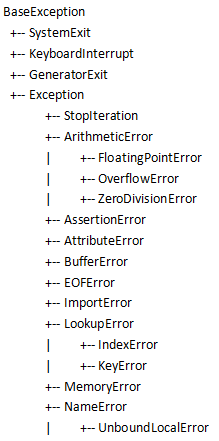 BaseException
+-- SystemExit
+-- KeyboardInterrupt
+-- GeneratorExit
+-- Exception
+-- StopIteration
+-- ArithmeticError
| +-- FloatingPointError
| +-- OverflowError
| +-- ZeroDivisionError
+-- AssertionError
+-- AttributeError
+-- BufferError
+-- EOFError
+-- ImportError
+-- LookupError
| +-- IndexError
| +-- KeyError
+-- MemoryError
+-- NameError
| +-- UnboundLocalError